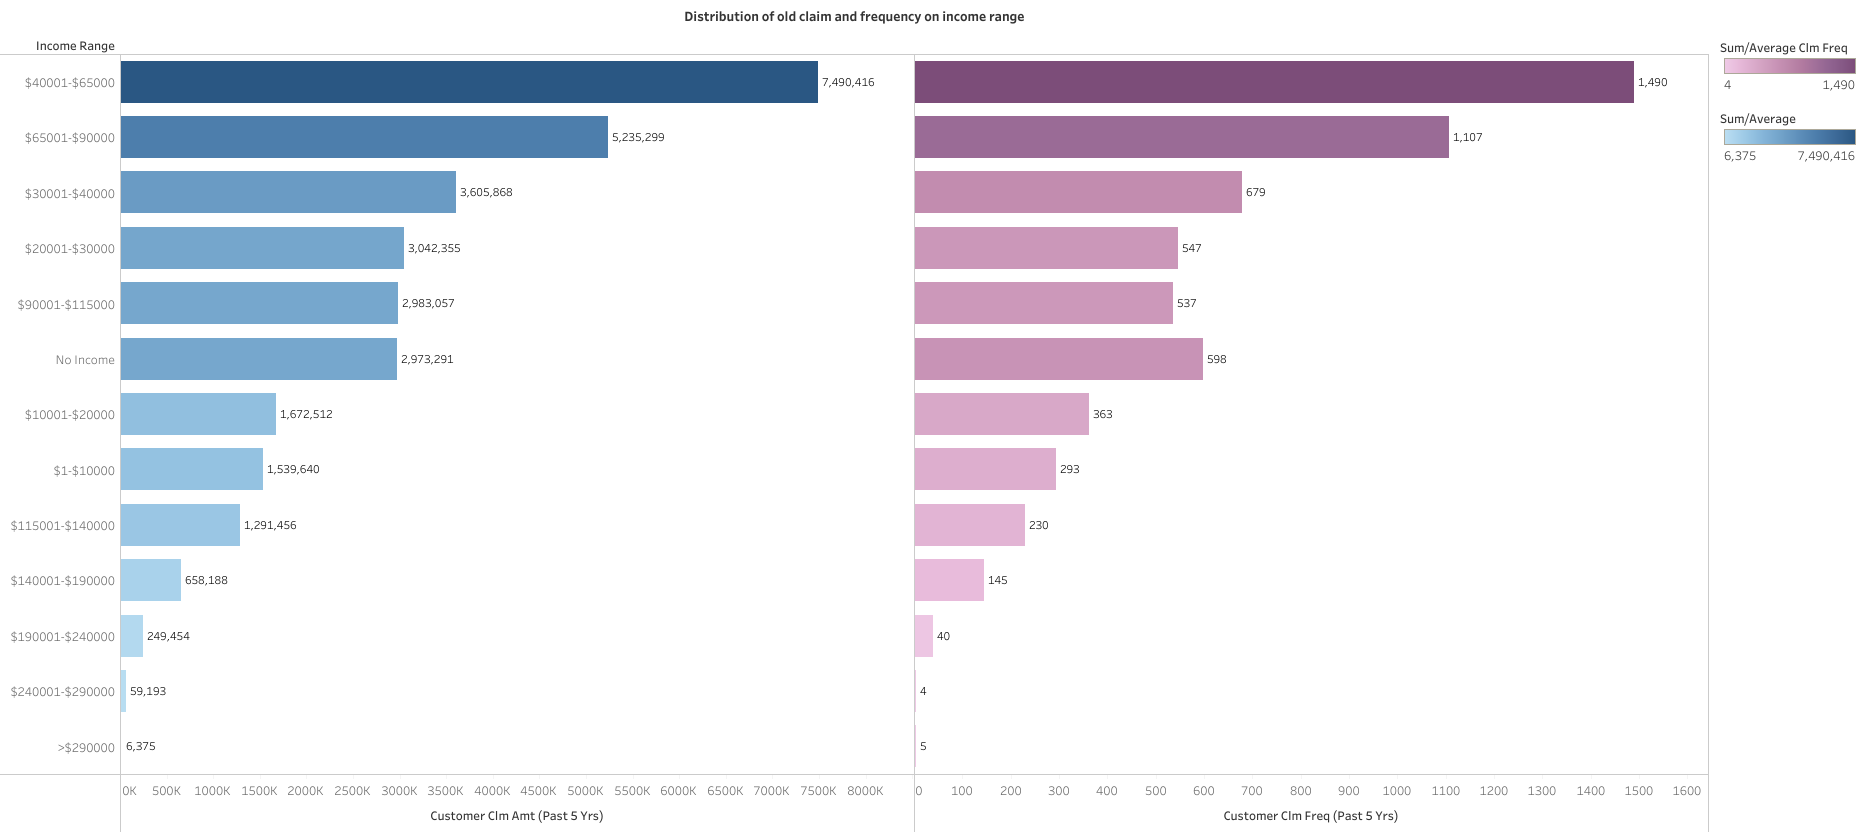 Distribution of old claim and frequency on income range
Income Range
$40001-$65000 7,490,416 1,490
$65001-$90000 5,235,299 1,107
$30001-$40000 3,605,868 679
$20001-$30000 3,042,355 547
$90001-$115000 2,983,057 537
No Income 2,973,291 598
$10001-$20000 1,672,512 363
$1-$10000 1,539,640 293
$115001-$140000 1,291,456 230
$140001-$190000 658,188 145
$190001-$240000 249,454 40
$240001-$290000 59,193 4
>$290000 6,375 5
0K 500K 1000K 1500K 2000K 2500K 3000K 3500K 4000K 4500K 5000K 5500K 6000K 6500K 7000K 7500K 8000K
0 100 200 300 400 500 600 700 800 900 1000 1100 1200 1300 1400 1500 1600
Customer Clm Amt (Past 5 Yrs)
Customer Clm Freq (Past 5 Yrs)
Sum/Average Clm Freq
4 1,490
Sum/Average
6,375 7,490,416